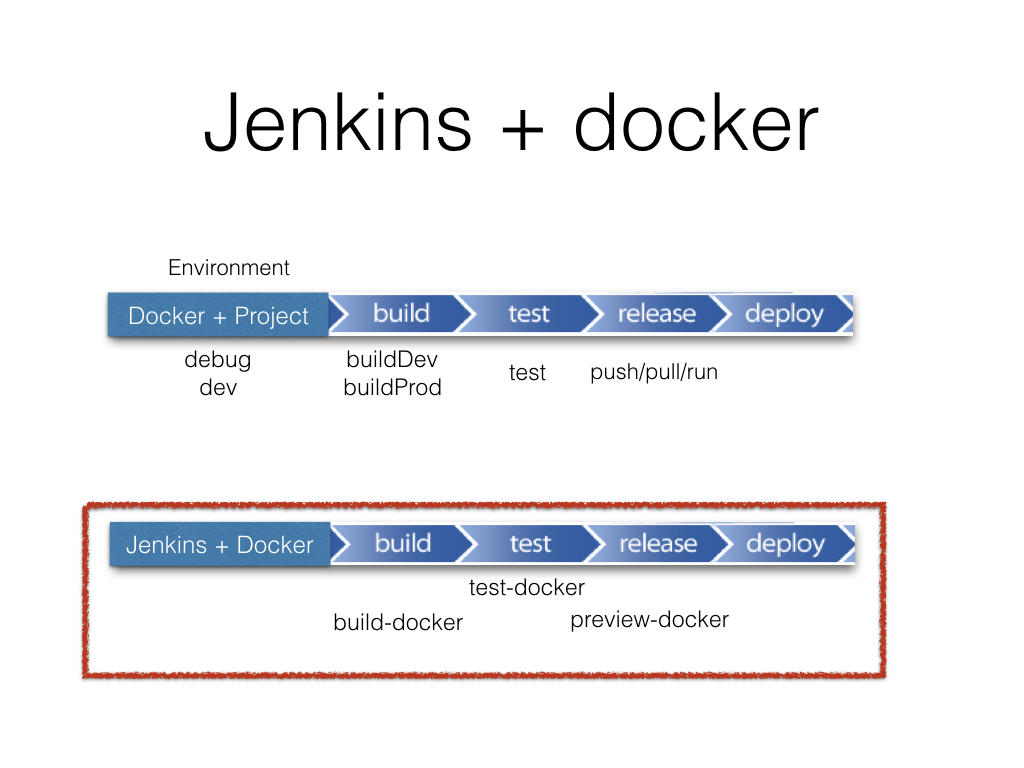 Jenkins + docker
Environment
Docker + Project build test release deploy
debug buildDev
dev buildProd test push/pull/run
Jenkins + Docker build test release deploy
test-docker
build-docker preview-docker